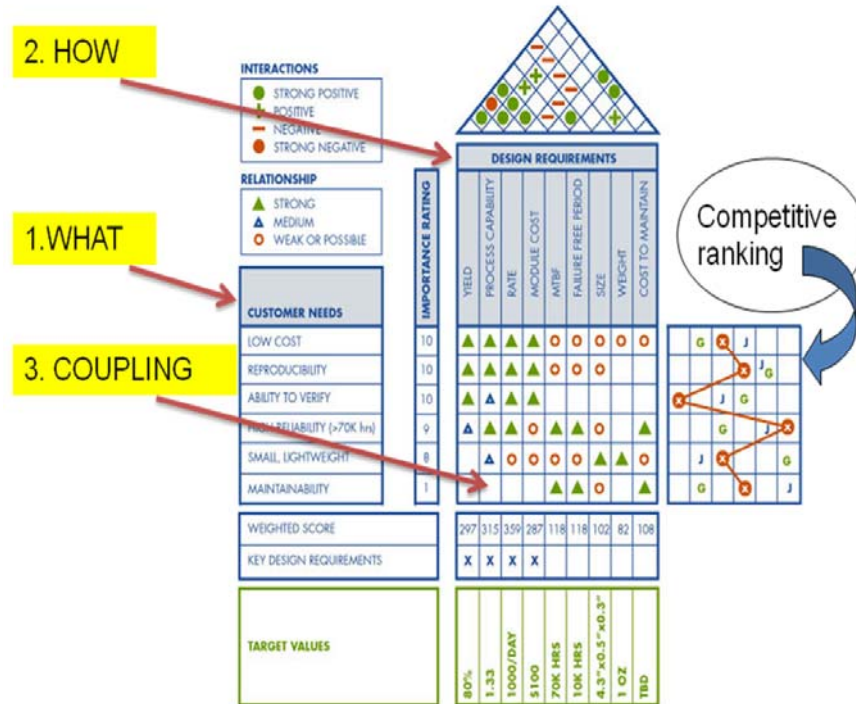 2. HOW
INTERACTIONS
STRONG POSITIVE
POSITIVE
NEGATIVE
STRONG NEGATIVE
RELATIONSHIP
STRONG
MEDIUM
WEAK OR POSSIBLE
1.WHAT
3. COUPLING
DESIGN REQUIREMENTS
Competitive
ranking
CUSTOMER NEEDS
IMPORTANCE RATING
YIELD
PROCESS CAPABILITY
RATE
MODULE COST
MTBF
FAILURE FREE PERIOD
SIZE
WEIGHT
COST TO MAINTAIN
LOW COST 10 G X J
REPRODUCIBILITY 10 X J G
ABILITY TO VERIFY 10 X J G
HIGH RELIABILITY (>70K hrs) 9 G J X
SMALL, LIGHTWEIGHT 8 J X G
MAINTAINABILITY 1 G X J
WEIGHTED SCORE 297 315 359 287 118 118 102 82 108
KEY DESIGN REQUIREMENTS X X X X
TARGET VALUES
80%
1.33
1000/DAY
$100
70K HRS
10K HRS
4.3"x0.5"x0.3"
1 OZ
TBD